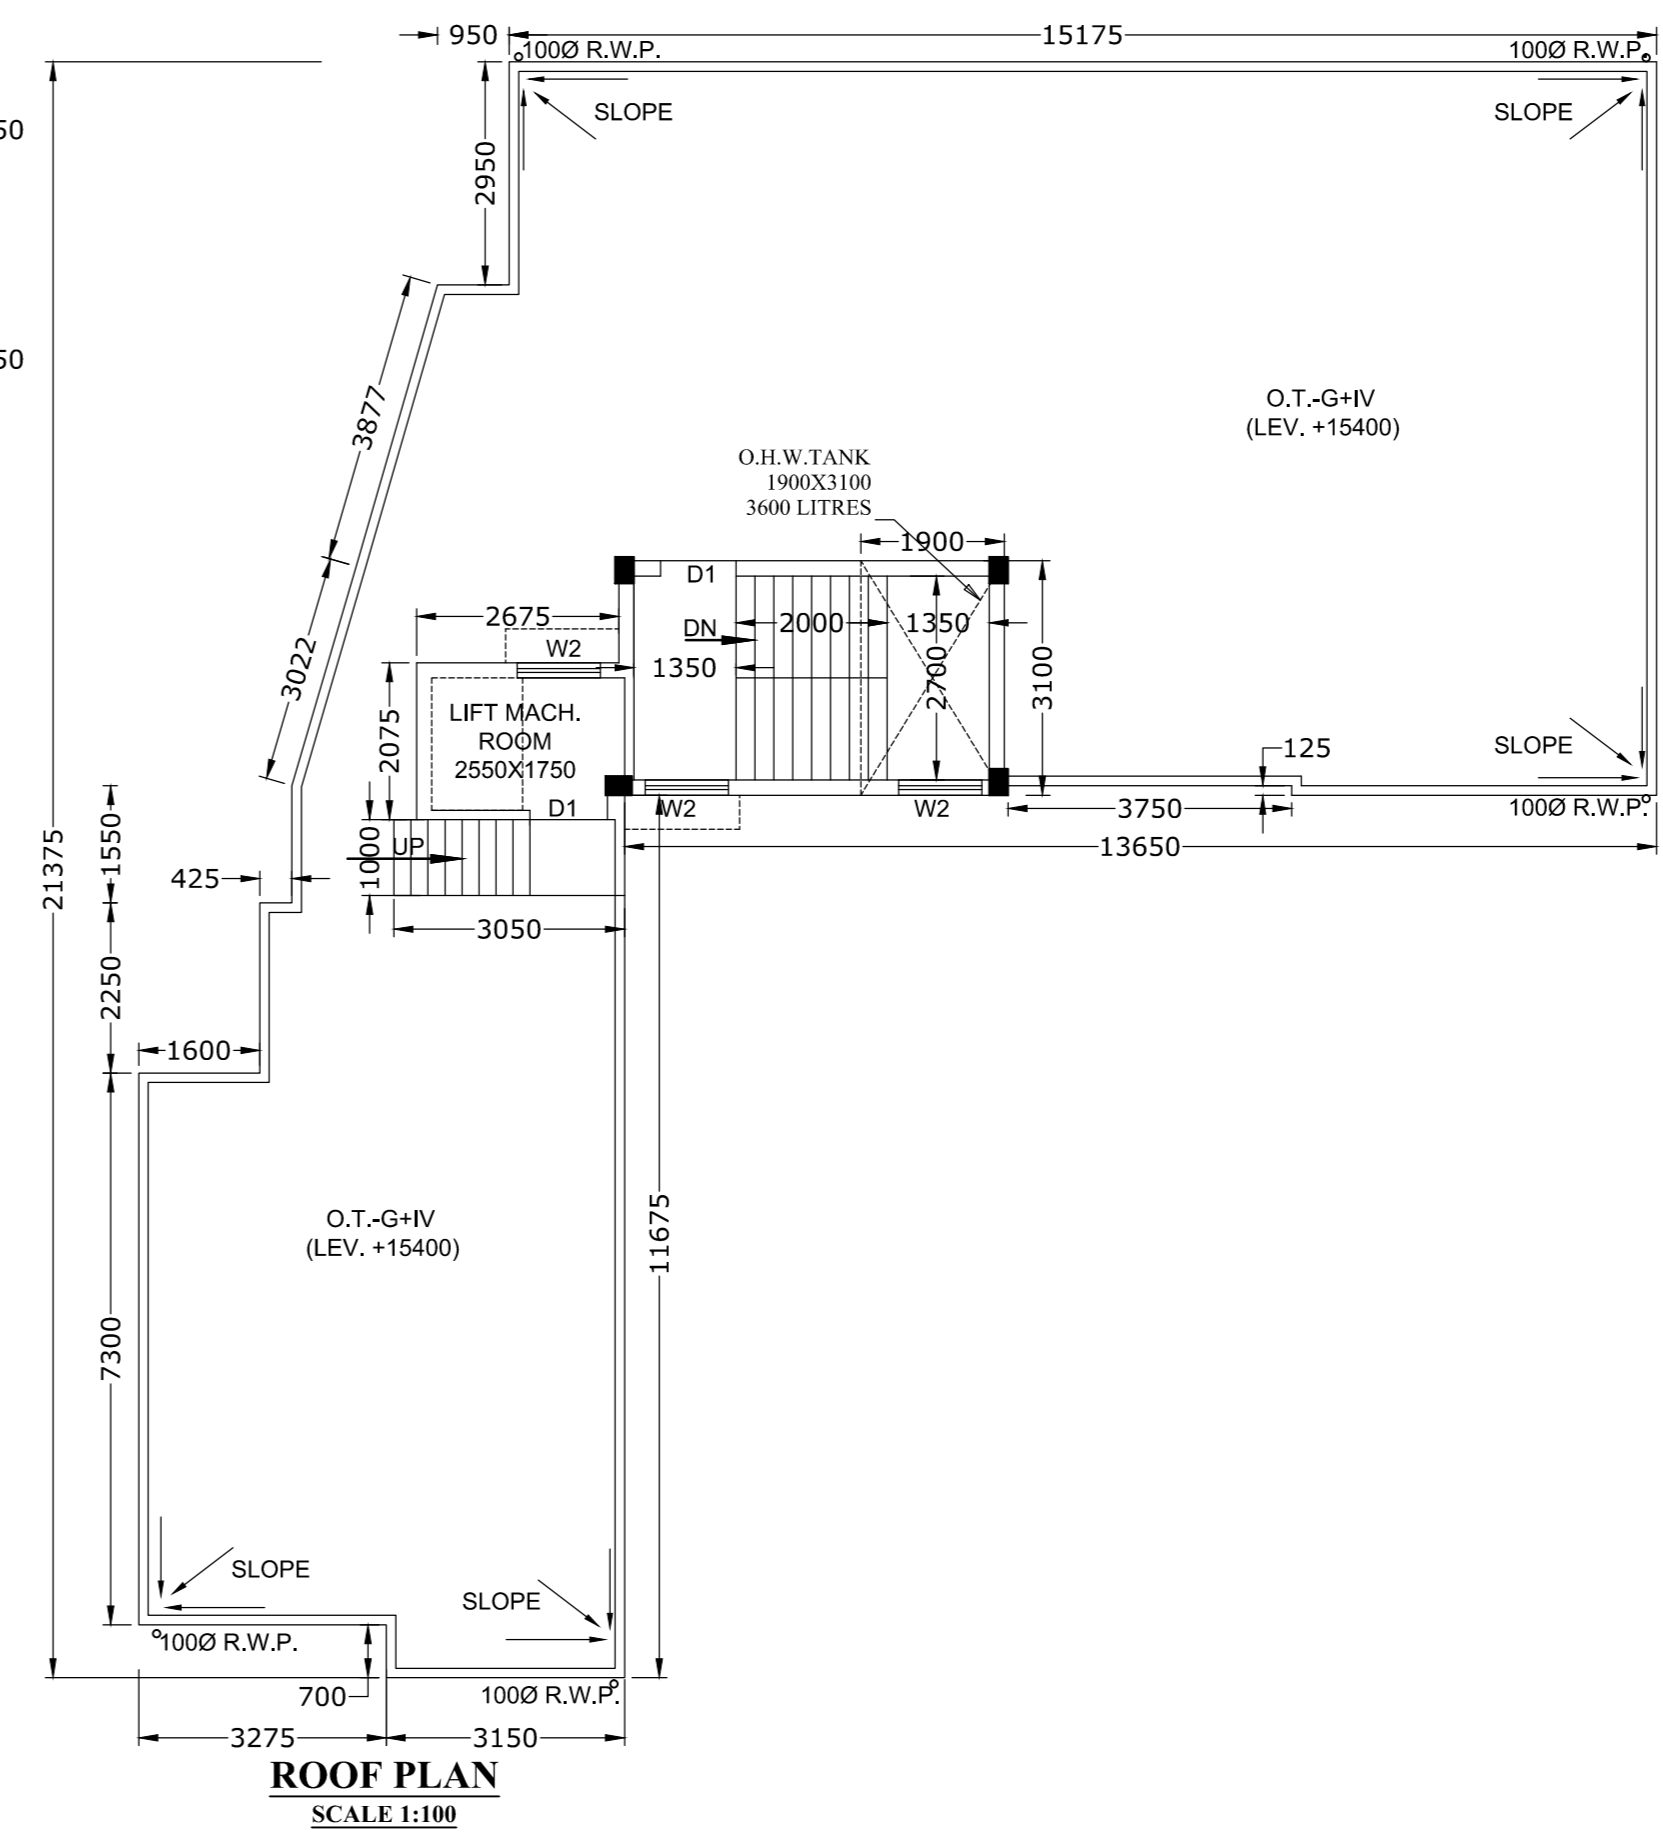 950
15175
100Ø R.W.P.
100Ø R.W.P.
SLOPE
SLOPE
50
2950
50
3877
O.T.-G+IV
(LEV. +15400)
O.H.W.TANK
1900X3100
3600 LITRES
1900
D1
2675
DN
2000
1350
W2
1350
3022
2700
3100
LIFT MACH.
ROOM
2550X1750
2075
SLOPE
125
D1
W2
W2
3750
100Ø R.W.P.
UP
1000
13650
1550
21375
425
3050
2250
1600
11675
O.T.-G+IV
(LEV. +15400)
7300
SLOPE
SLOPE
100Ø R.W.P.
700
100Ø R.W.P.
3275
3150
ROOF PLAN
SCALE 1:100